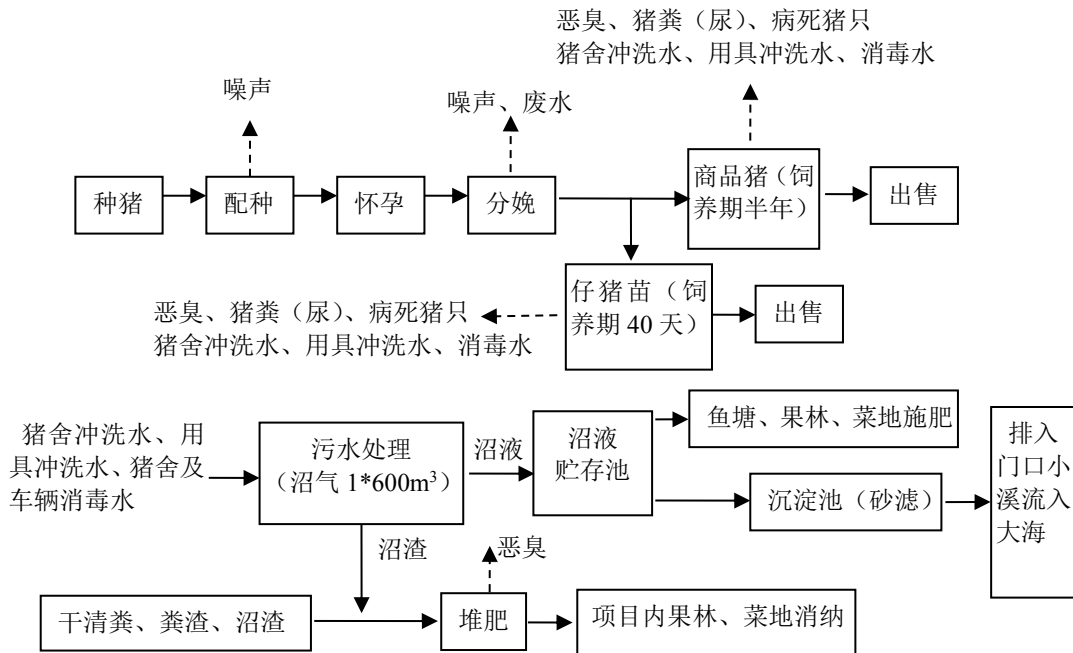 恶臭、猪粪（尿）、病死猪只
猪舍冲洗水、用具冲洗水、消毒水
噪声
噪声、废水
种猪
配种
怀孕
分娩
商品猪（饲
养期半年）
出售
恶臭、猪粪（尿）、病死猪只
猪舍冲洗水、用具冲洗水、消毒水
仔猪苗（饲
养期 40 天）
出售
猪舍冲洗水、用
具冲洗水、猪舍及
车辆消毒水
污水处理
（沼气 1*600m³）
沼液
沼液
贮存池
鱼塘、果林、菜地施肥
沉淀池（砂滤）
排入
门口小
溪流入
大海
沼渣
恶臭
干清粪、粪渣、沼渣
堆肥
项目内果林、菜地消纳